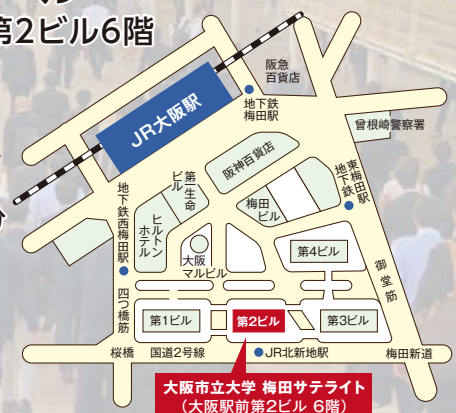 第2ビル6階
阪急
百貨店
地下鉄
梅田駅
JR大阪駅
曾根崎警察署
阪神百貨店
第一生命
ビル
ヒルトン
ホテル
梅田
ビル
地下鉄
東梅田駅
地下鉄西梅田駅
大阪
マルビル
第4ビル
御堂筋
四つ橋筋
第1ビル
第2ビル
第3ビル
桜橋
国道2号線
JR北新地駅
梅田新道
大阪市立大学 梅田サテライト
(大阪駅前第2ビル 6階)